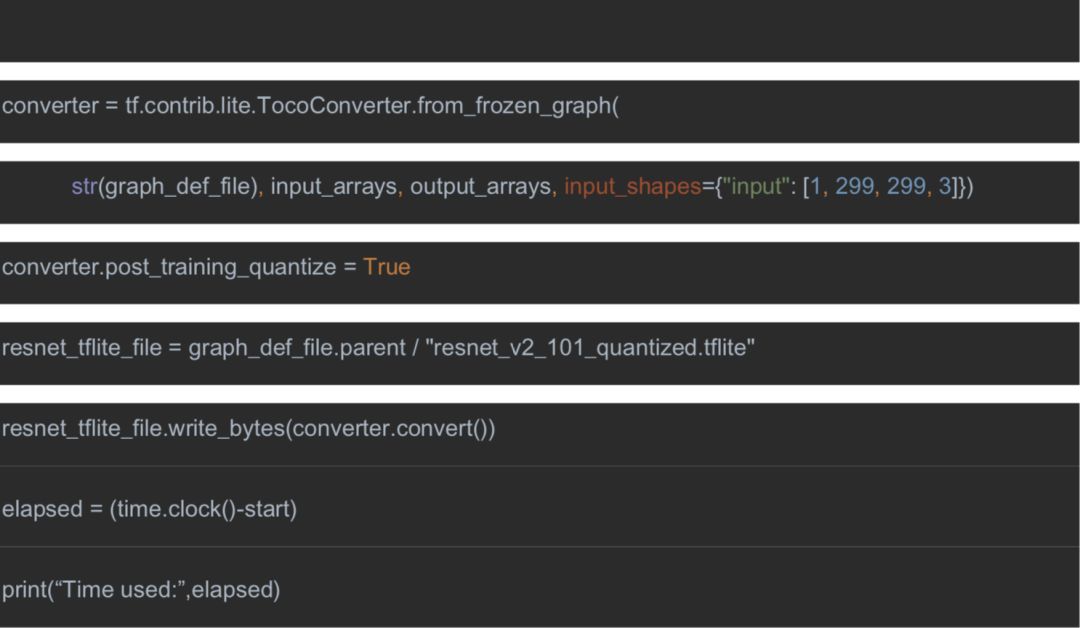 converter = tf.contrib.lite.TocoConverter.from_frozen_graph(
str(graph_def_file), input_arrays, output_arrays, input_shapes={"input": [1, 299, 299, 3]})
converter.post_training_quantize = True
resnet_tflite_file = graph_def_file.parent / "resnet_v2_101_quantized.tflite"
resnet_tflite_file.write_bytes(converter.convert())
elapsed = (time.clock()-start)
print(“Time used:”,elapsed)